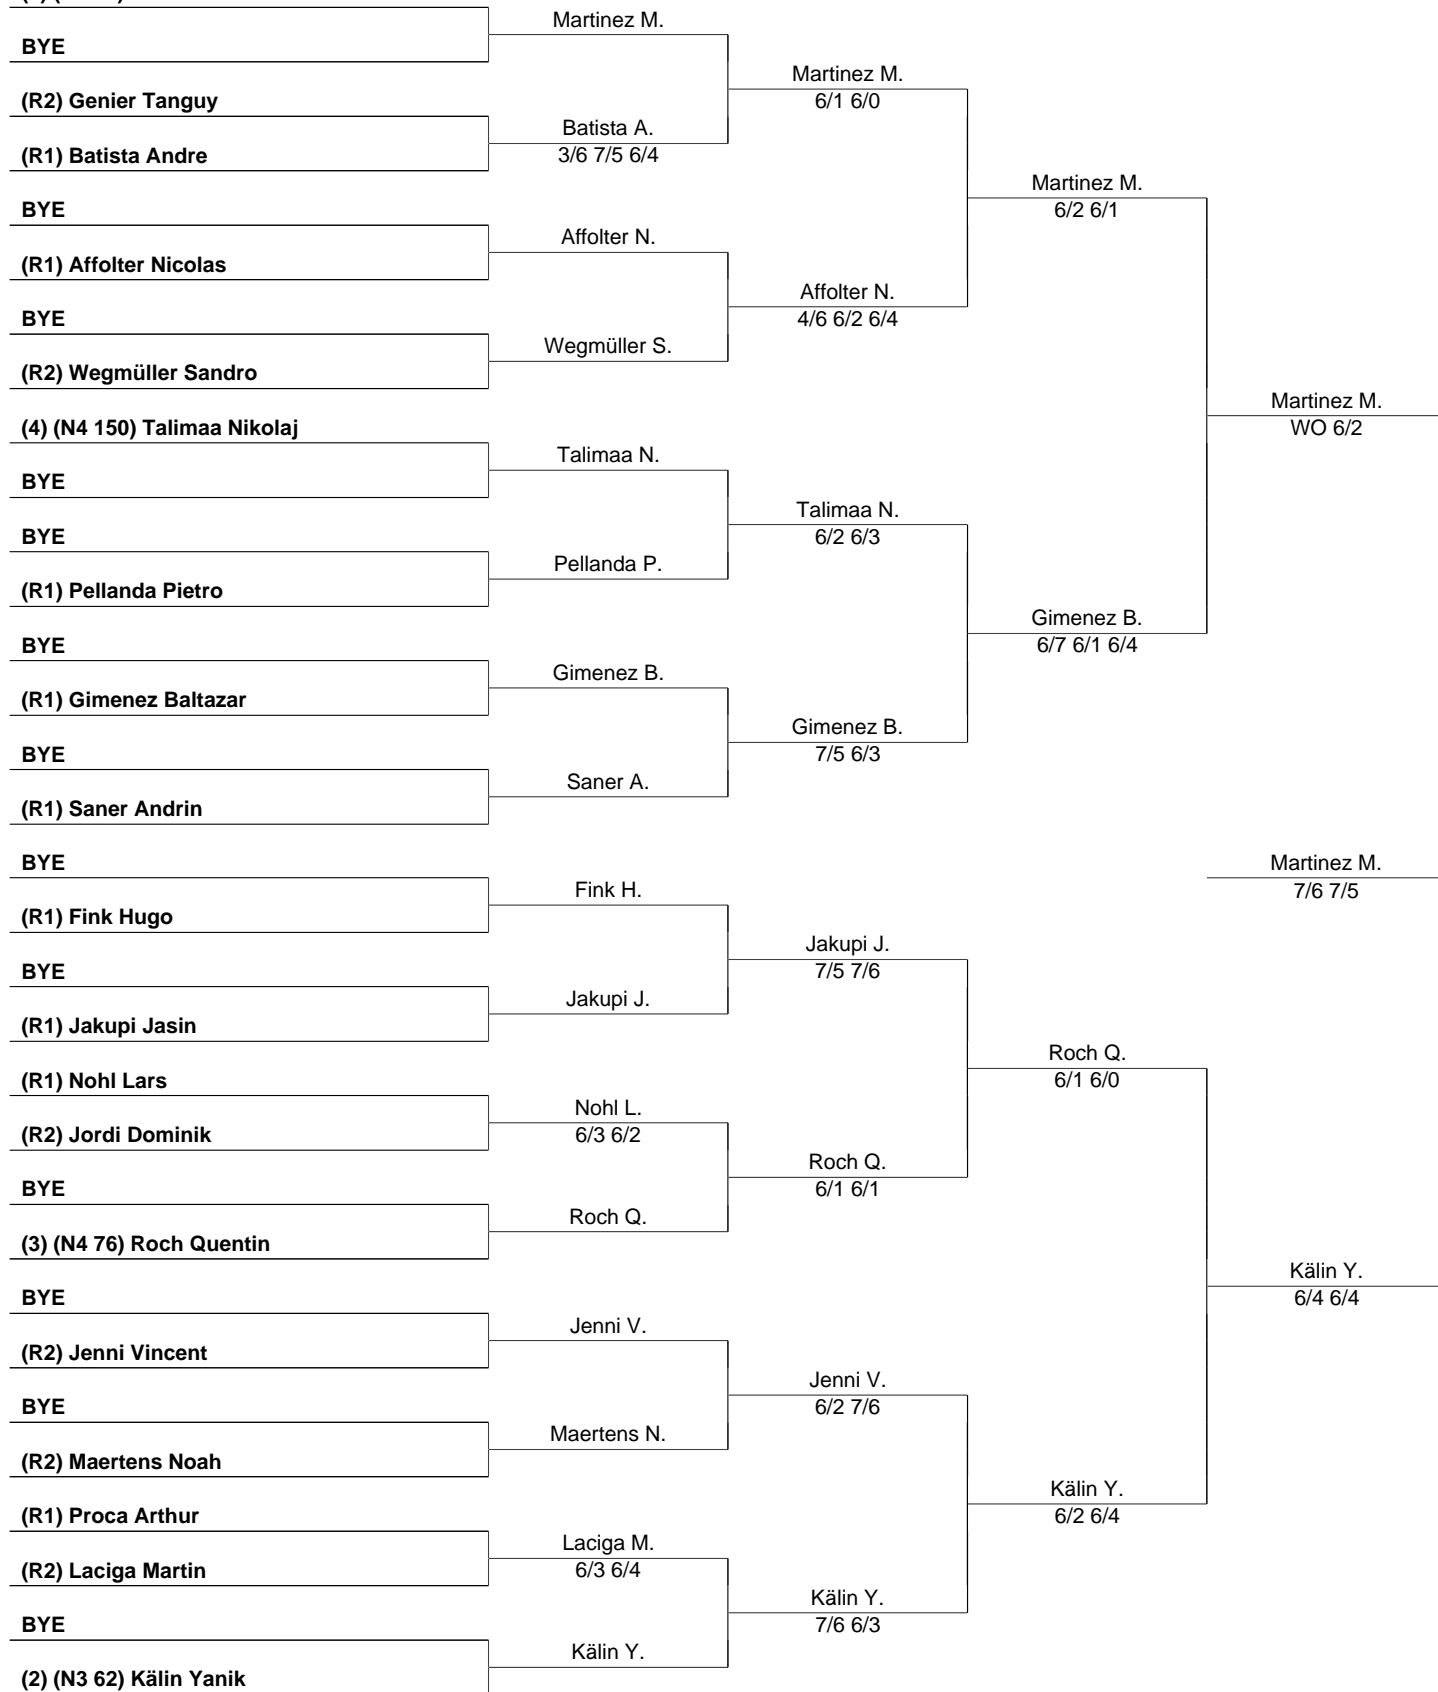 BYE
(R2) Genier Tanguy
(R1) Batista Andre
BYE
(R1) Affolter Nicolas
BYE
(R2) Wegmüller Sandro
(4) (N4 150) Talimaa Nikolaj
BYE
BYE
(R1) Pellanda Pietro
BYE
(R1) Gimenez Baltazar
BYE
(R1) Saner Andrin
BYE
(R1) Fink Hugo
BYE
(R1) Jakupi Jasin
(R1) Nohl Lars
(R2) Jordi Dominik
BYE
(3) (N4 76) Roch Quentin
BYE
(R2) Jenni Vincent
BYE
(R2) Maertens Noah
(R1) Proca Arthur
(R2) Laciga Martin
BYE
(2) (N3 62) Kälin Yanik
Martinez M.
Batista A.
3/6 7/5 6/4
Affolter N.
Wegmüller S.
Talimaa N.
Pellanda P.
Gimenez B.
Saner A.
Fink H.
Jakupi J.
Nohl L.
6/3 6/2
Roch Q.
Jenni V.
Maertens N.
Laciga M.
6/3 6/4
Kälin Y.
Martinez M.
6/1 6/0
Affolter N.
4/6 6/2 6/4
Talimaa N.
6/2 6/3
Gimenez B.
7/5 6/3
Jakupi J.
7/5 7/6
Roch Q.
6/1 6/1
Jenni V.
6/2 7/6
Kälin Y.
7/6 6/3
Martinez M.
6/2 6/1
Gimenez B.
6/7 6/1 6/4
Roch Q.
6/1 6/0
Kälin Y.
6/2 6/4
Martinez M.
WO 6/2
Martinez M.
7/6 7/5
Kälin Y.
6/4 6/4